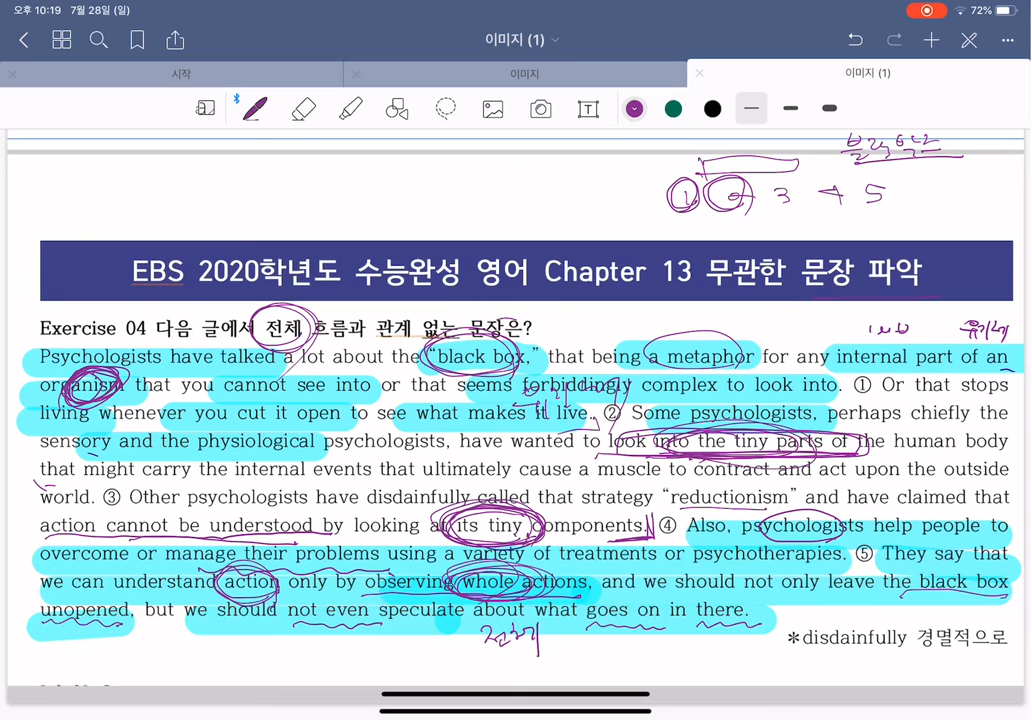 오후 10:19 7월 28일 (일)
72%
이미지 (1)
시작
이미지
이미지 (1)
T
블랙박스
1 2 3 4 5
EBS 2020학년도 수능완성 영어 Chapter 13 무관한 문장 파악
Exercise 04 다음 글에서 전체 흐름과 관계 없는 문장은?
유기체
Psychologists have talked a lot about the "black box," that being a metaphor for any internal part of an
organism that you cannot see into or that seems forbiddingly complex to look into. ① Or that stops
living whenever you cut it open to see what makes it live. ② Some psychologists, perhaps chiefly the
sensory and the physiological psychologists, have wanted to look into the tiny parts of the human body
that might carry the internal events that ultimately cause a muscle to contract and act upon the outside
world. ③ Other psychologists have disdainfully called that strategy "reductionism" and have claimed that
action cannot be understood by looking at its tiny components. ④ Also, psychologists help people to
overcome or manage their problems using a variety of treatments or psychotherapies. ⑤ They say that
we can understand action only by observing whole actions, and we should not only leave the black box
unopened, but we should not even speculate about what goes on in there.
*disdainfully 경멸적으로